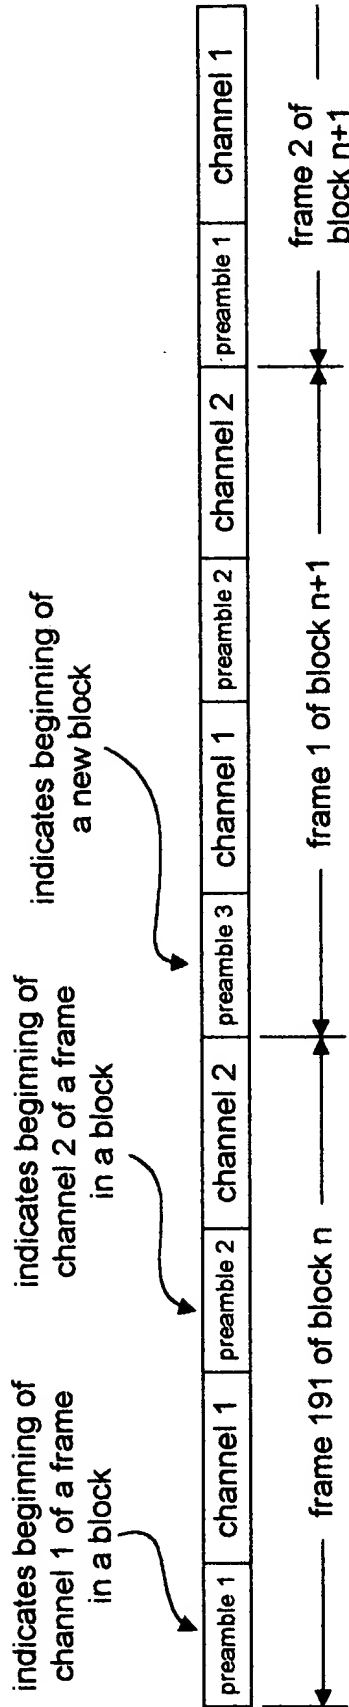 indicates beginning of
channel 1 of a frame
in a block
indicates beginning of
channel 2 of a frame
in a block
indicates beginning of
a new block
preamble 1
channel 1
preamble 2
channel 2
preamble 3
channel 1
preamble 2
channel 2
preamble 1
channel 1
frame 191 of block n
frame 1 of block n+1
frame 2 of
block n+1